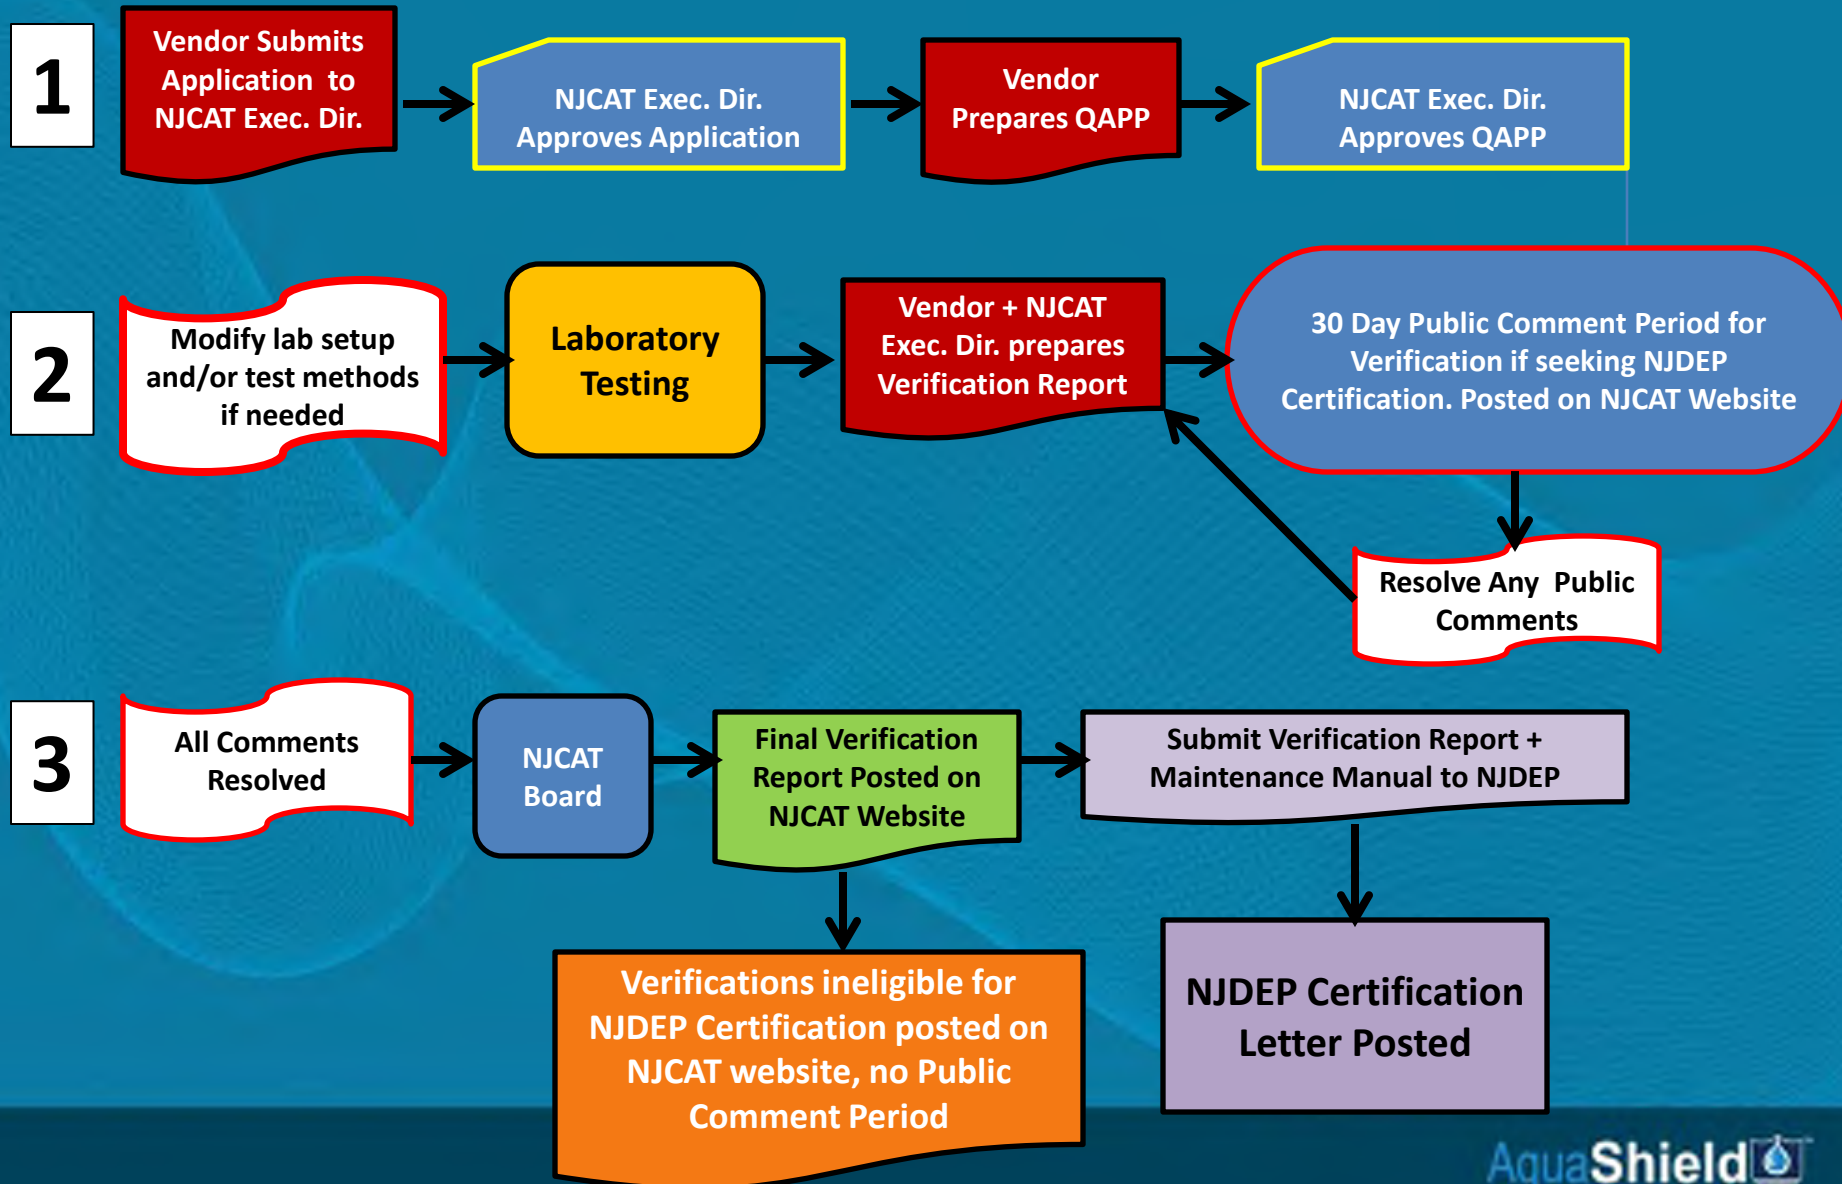 1
Vendor Submits
Application to
NJCAT Exec. Dir.
NJCAT Exec. Dir.
Approves Application
Vendor
Prepares QAPP
NJCAT Exec. Dir.
Approves QAPP
2
Modify lab setup
and/or test methods
if needed
Laboratory
Testing
Vendor + NJCAT
Exec. Dir. prepares
Verification Report
30 Day Public Comment Period for
Verification if seeking NJDEP
Certification. Posted on NJCAT Website
Resolve Any Public
Comments
3
All Comments
Resolved
NJCAT
Board
Final Verification
Report Posted on
NJCAT Website
Submit Verification Report +
Maintenance Manual to NJDEP
Verifications ineligible for
NJDEP Certification posted on
NJCAT website, no Public
Comment Period
NJDEP Certification
Letter Posted
AquaShield